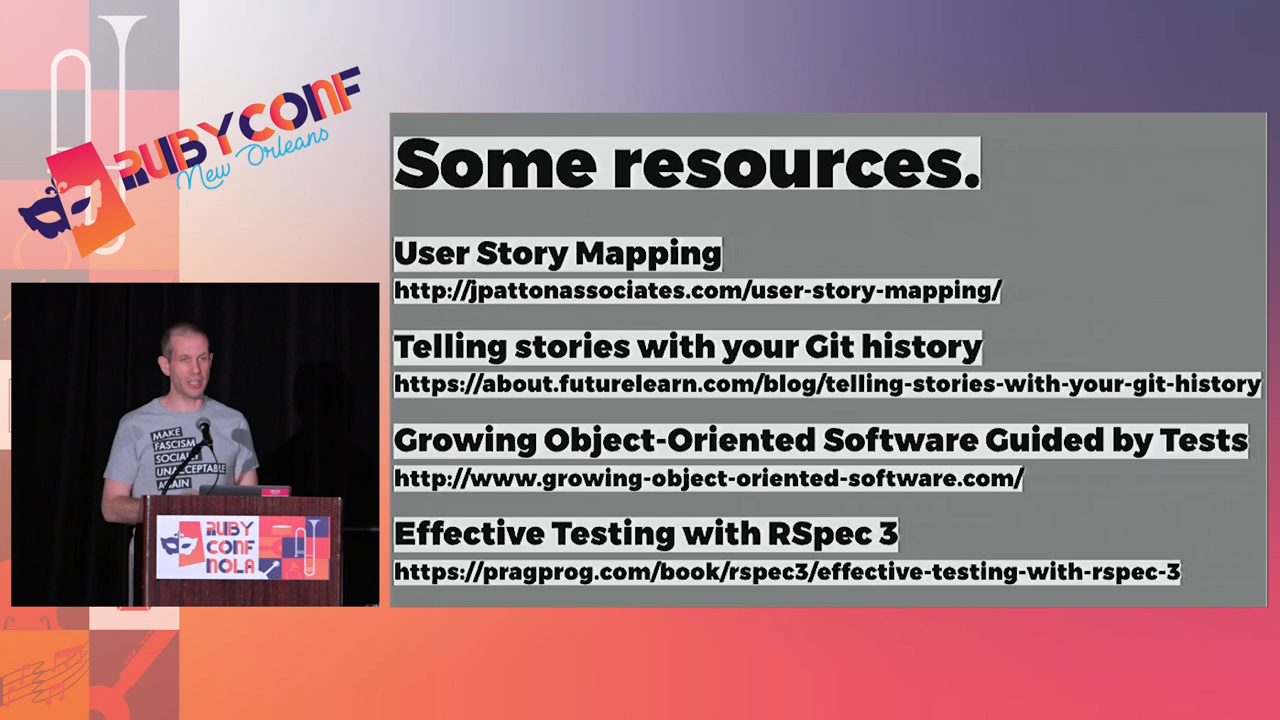 RUBYCONF
New Orleans
Some resources.
User Story Mapping
http://jpattonassociates.com/user-story-mapping/
Telling stories with your Git history
https://about.futurelearn.com/blog/telling-stories-with-your-git-history
Growing Object-Oriented Software Guided by Tests
http://www.growing-object-oriented-software.com/
Effective Testing with RSpec 3
https://pragprog.com/book/rspec3/effective-testing-with-rspec-3
MAKE
FASCISM
SOCIALLY
UNACCEPTABLE
AGAIN
RUBY
CONF
NOLA